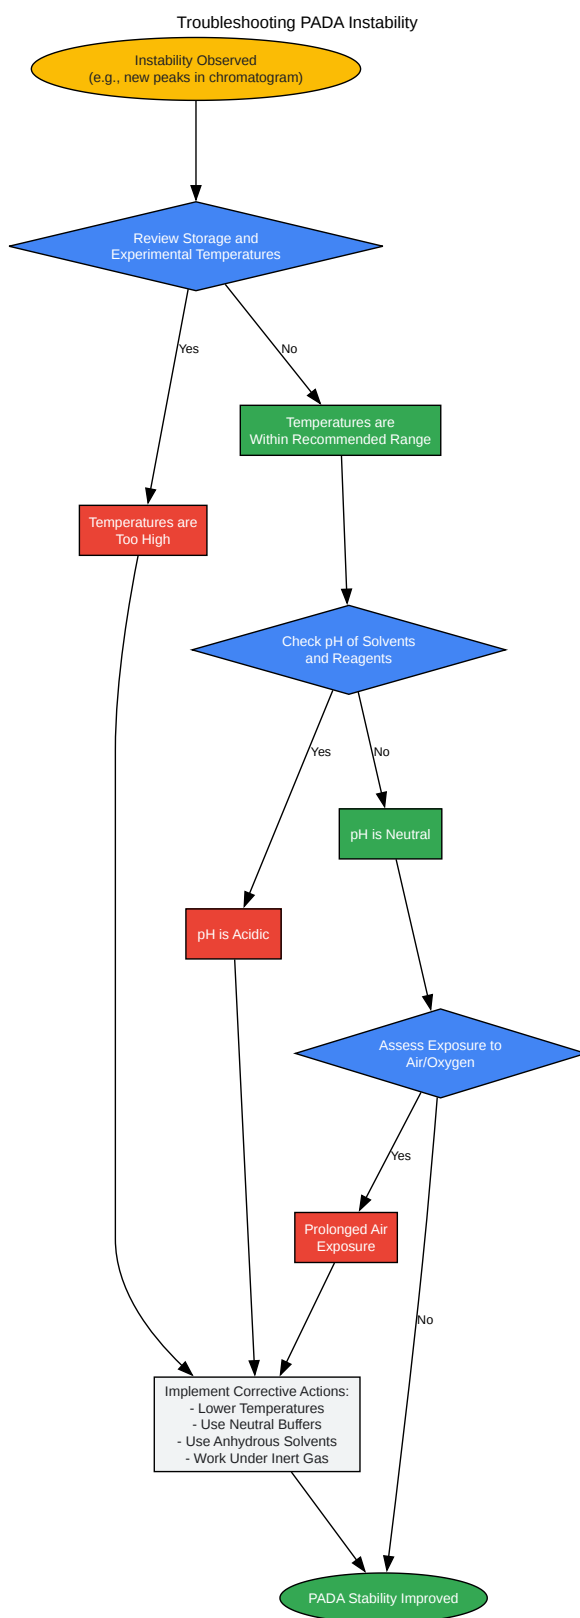 Troubleshooting PADA Instability
Instability Observed
(e.g., new peaks in chromatogram)
Review Storage and
Experimental Temperatures
Yes
No
Temperatures are
Within Recommended Range
Temperatures are
Too High
Check pH of Solvents
and Reagents
Yes
No
pH is Neutral
pH is Acidic
Assess Exposure to
Air/Oxygen
Yes
Prolonged Air
Exposure
No
Implement Corrective Actions:
- Lower Temperatures
- Use Neutral Buffers
- Use Anhydrous Solvents
- Work Under Inert Gas
PADA Stability Improved